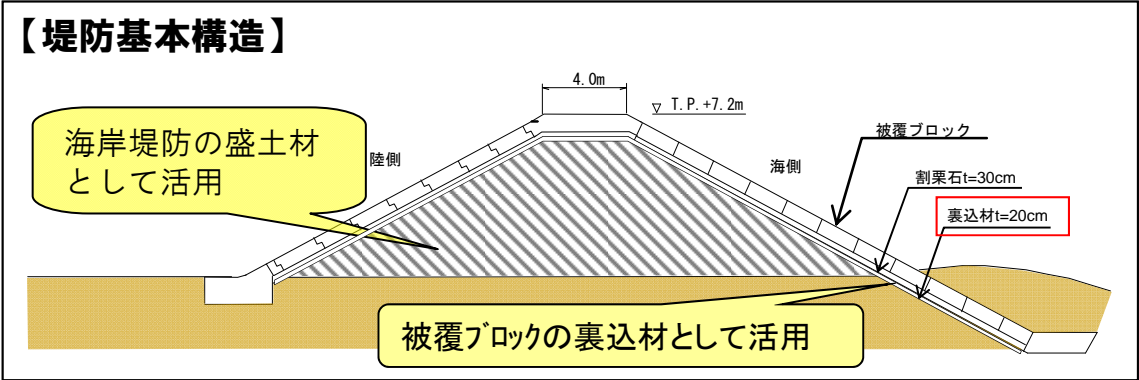 【堤防基本構造】
4.0m
▽ T.P.+7.2m
海岸堤防の盛土材
として活用
陸側
海側
被覆ブロック
割栗石t=30cm
裏込材t=20cm
被覆ブロックの裏込材として活用